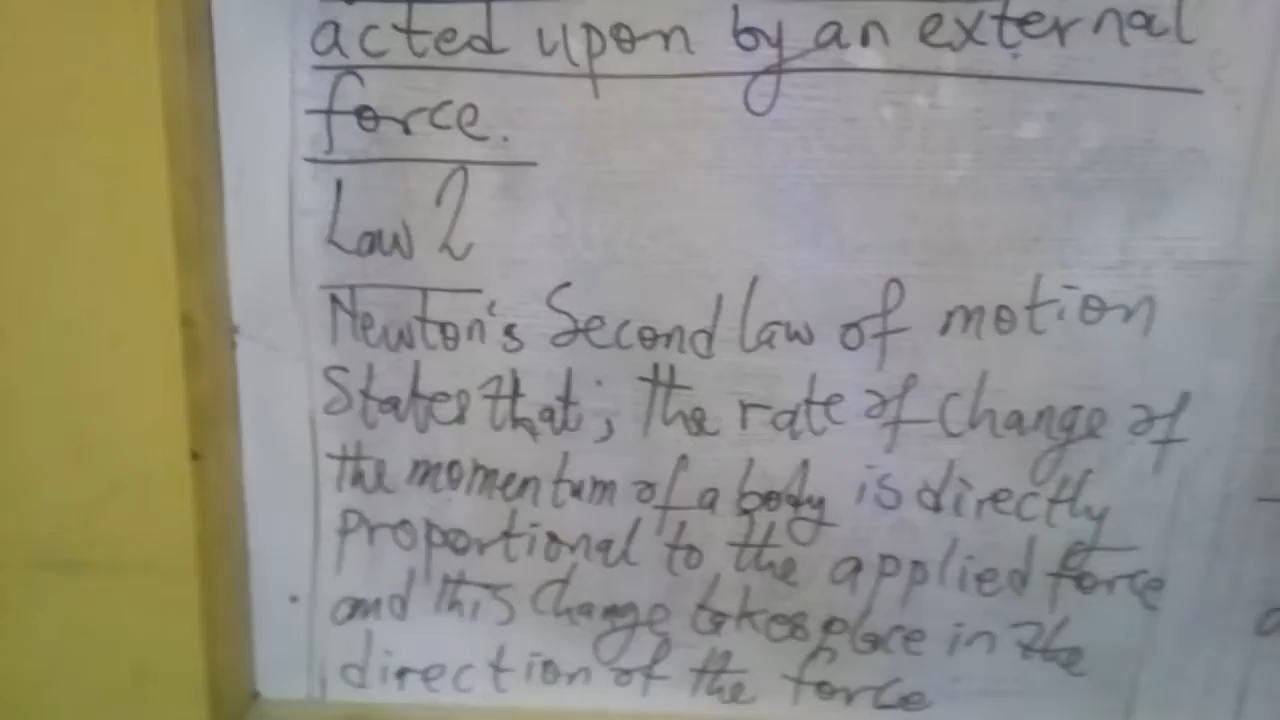 acted upon by an external
force.
Law 2
Newton's Second law of motion
States that; the rate of change of
the momentum of a body is directly
proportional to the applied force
and this change takes place in the
direction of the force